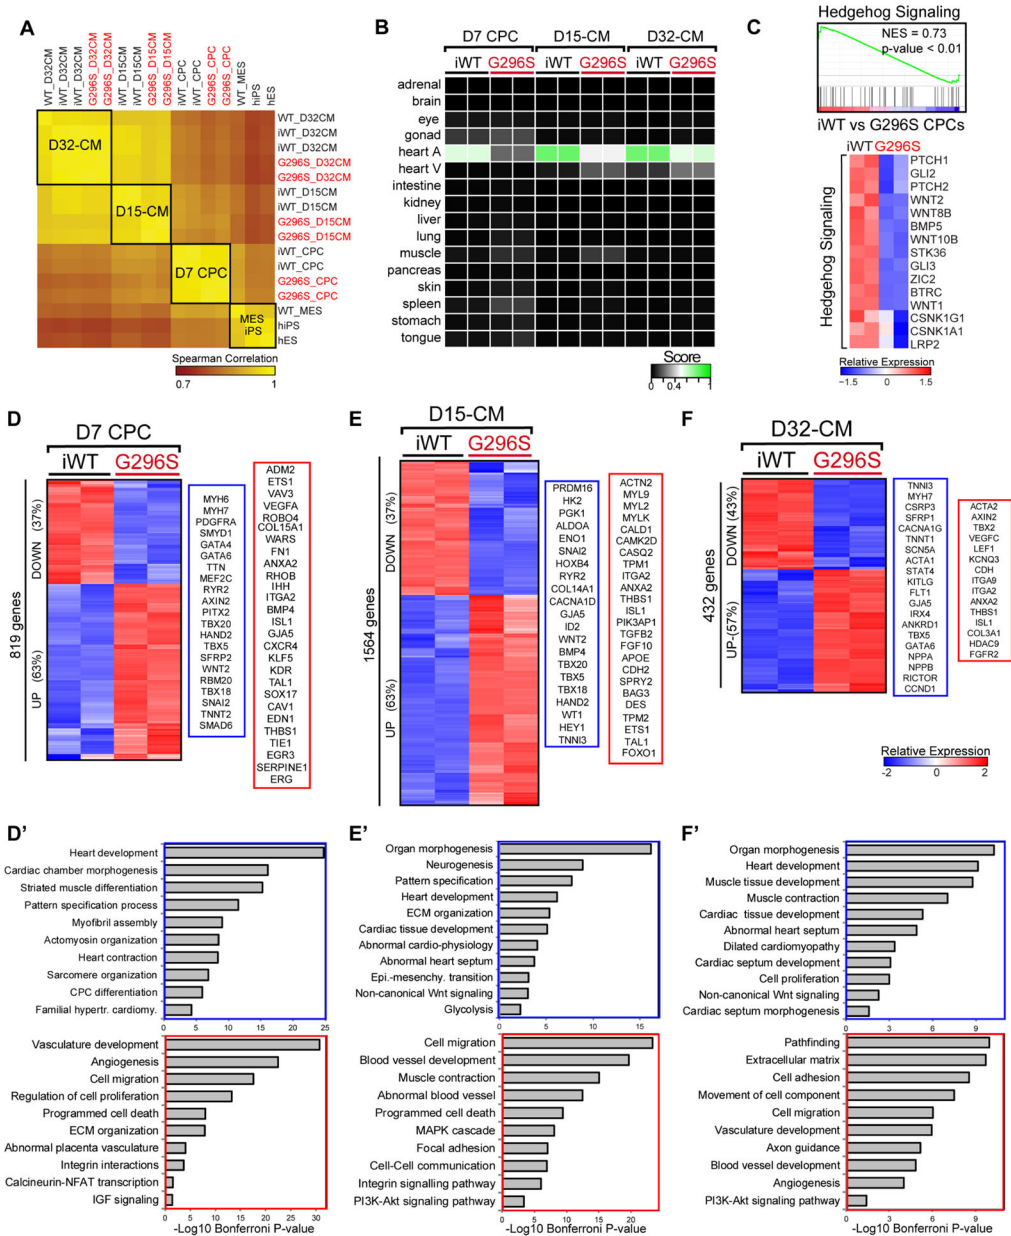 A
WT_D32CM
iWT_D32CM
iWT_D32CM
G296S_D32CM
G296S_D32CM
iWT_D15CM
iWT_D15CM
G296S_D15CM
G296S_D15CM
iWT_CPC
iWT_CPC
G296S_CPC
G296S_CPC
WT_MES
hiPS
hES
D32-CM
D15-CM
D7 CPC
MES
iPS
WT_D32CM
iWT_D32CM
iWT_D32CM
G296S_D32CM
G296S_D32CM
iWT_D15CM
iWT_D15CM
G296S_D15CM
G296S_D15CM
iWT_CPC
iWT_CPC
G296S_CPC
G296S_CPC
WT_MES
hiPS
hES
Spearman Correlation
0.7 1
B
D7 CPC D15-CM D32-CM
iWT G296S iWT G296S iWT G296S
adrenal
brain
eye
gonad
heart A
heart V
intestine
kidney
liver
lung
muscle
pancreas
skin
spleen
stomach
tongue
Score
0 0.4 1
C
Hedgehog Signaling
NES = 0.73
p-value < 0.01
iWT vs G296S CPCs
iWT G296S
Hedgehog Signaling
PTCH1
GLI2
PTCH2
WNT2
WNT8B
BMP5
WNT10B
STK36
GLI3
ZIC2
BTRC
WNT1
CSNK1G1
CSNK1A1
LRP2
Relative Expression
-1.5 0 1.5
D
D7 CPC
iWT G296S
819 genes
DOWN (37%)
UP (63%)
MYH6
MYH7
PDGFRA
SMYD1
GATA4
GATA6
TTN
MEF2C
RYR2
AXIN2
PITX2
TBX20
HAND2
TBX5
SFRP2
WNT2
RBM20
TBX18
SNAI2
TNNT2
SMAD6
ADM2
ETS1
VAV3
VEGFA
ROBO4
COL15A1
WARS
FN1
ANXA2
RHOB
IHH
ITGA2
BMP4
ISL1
GJA5
CXCR4
KLF5
KDR
TAL1
SOX17
CAV1
EDN1
THBS1
TIE1
EGR3
SERPINE1
ERG
E
D15-CM
iWT G296S
1564 genes
DOWN (37%)
UP (63%)
PRDM16
HK2
PGK1
ALDOA
ENO1
SNAI2
HOXB4
RYR2
COL14A1
CACNA1D
GJA5
ID2
WNT2
BMP4
TBX20
TBX5
TBX18
HAND2
WT1
HEY1
TNNI3
ACTN2
MYL9
MYL2
MYLK
CALD1
CAMK2D
CASQ2
TPM1
ITGA2
ANXA2
THBS1
ISL1
PIK3AP1
TGFB2
FGF10
APOE
CDH2
SPRY2
BAG3
DES
TPM2
ETS1
TAL1
FOXO1
F
D32-CM
iWT G296S
432 genes
DOWN (43%)
UP-(57%)
TNNI3
MYH7
CSRP3
SFRP1
CACNA1G
TNNT1
SCN5A
ACTA1
STAT4
KITLG
FLT1
GJA5
IRX4
ANKRD1
TBX5
GATA6
NPPA
NPPB
RICTOR
CCND1
ACTA2
AXIN2
TBX2
VEGFC
LEF1
KCNQ3
CDH
ITGA9
ITGA2
ANXA2
THBS1
ISL1
COL3A1
HDAC9
FGFR2
Relative Expression
-2 0 2
D'
Heart development
Cardiac chamber morphogenesis
Striated muscle differentiation
Pattern specification process
Myofibril assembly
Actomyosin organization
Heart contraction
Sarcomere organization
CPC differentiation
Familial hypertr. cardiomy.
0 5 10 15 20 25
Vasculature development
Angiogenesis
Cell migration
Regulation of cell proliferation
Programmed cell death
ECM organization
Abnormal placenta vasculature
Integrin interactions
Calcineurin-NFAT transcription
IGF signaling
0 5 10 15 20 25 30
-Log10 Bonferroni P-value
E'
Organ morphogenesis
Neurogenesis
Pattern specification
Heart development
ECM organization
Cardiac tissue development
Abnormal cardio-physiology
Abnormal heart septum
Epi.-mesenchy. transition
Non-canonical Wnt signaling
Glycolysis
0 5 10 15
Cell migration
Blood vessel development
Muscle contraction
Abnormal blood vessel
Programmed cell death
MAPK cascade
Focal adhesion
Cell-Cell communication
Integrin signalling pathway
PI3K-Akt signaling pathway
0 5 10 15 20
-Log10 Bonferroni P-value
F'
Organ morphogenesis
Heart development
Muscle tissue development
Muscle contraction
Cardiac tissue development
Abnormal heart septum
Dilated cardiomyopathy
Cardiac septum development
Cell proliferation
Non-canonical Wnt signaling
Cardiac septum morphogenesis
0 3 6 9
Pathfinding
Extracellular matrix
Cell adhesion
Movement of cell component
Cell migration
Vasculature development
Axon guidance
Blood vessel development
Angiogenesis
PI3K-Akt signaling pathway
0 3 6 9
-Log10 Bonferroni P-value